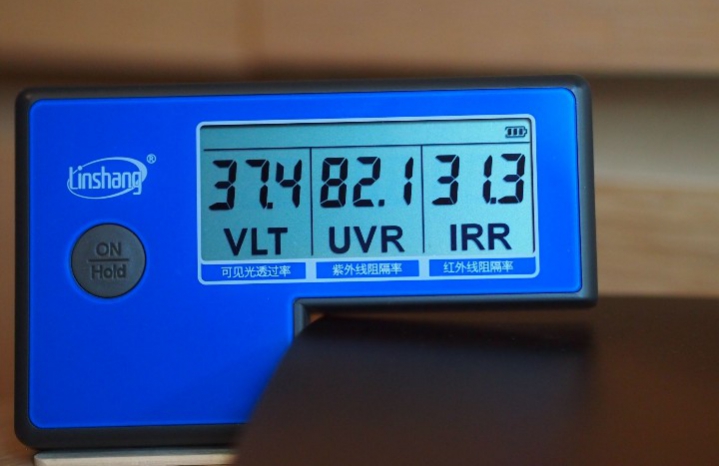 Linshang®
ON
Hold
37.4 82.1 31.3
VLT UVR IRR
可见光透过率 紫外线阻隔率 红外线阻隔率